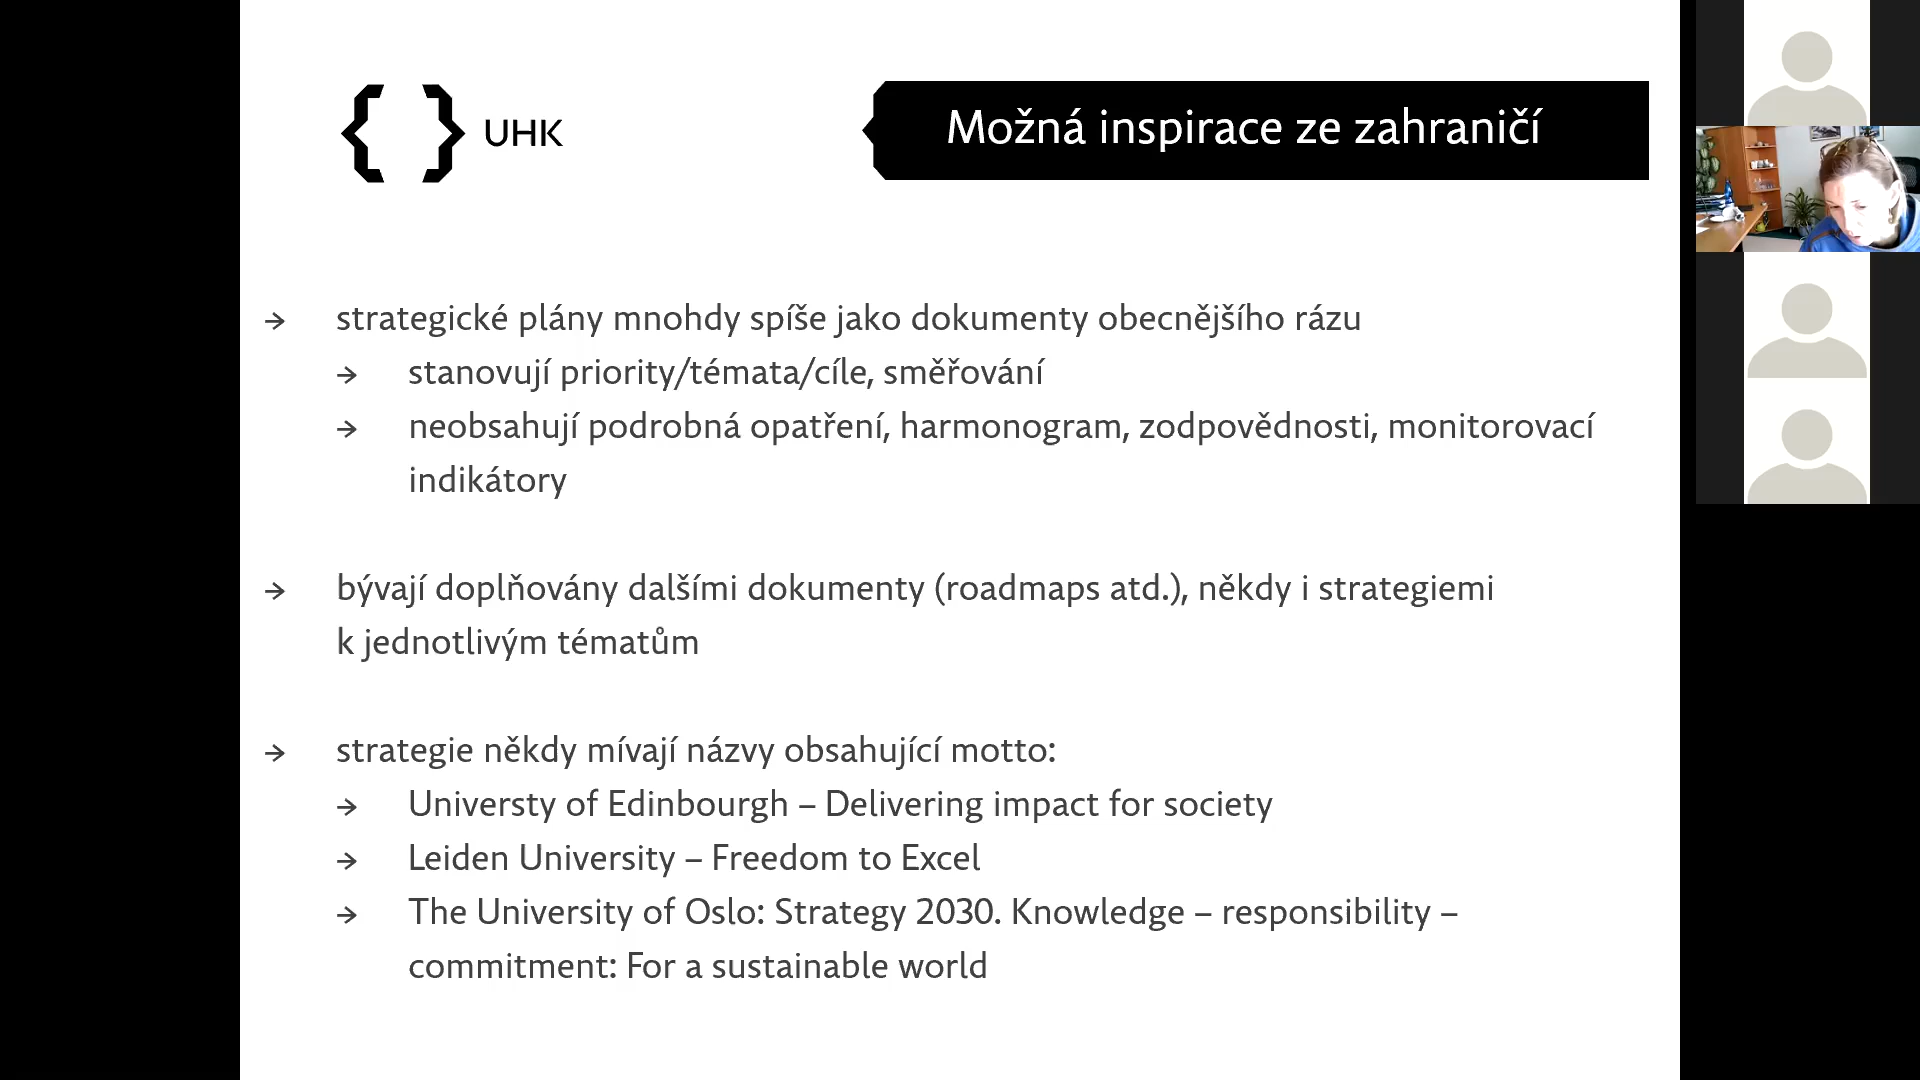 UHK
Možná inspirace ze zahraničí
→ strategické plány mnohdy spíše jako dokumenty obecnějšího rázu
→ stanovují priority/témata/cíle, směřování
→ neobsahují podrobná opatření, harmonogram, zodpovědnosti, monitorovací
indikátory
→ bývají doplňovány dalšími dokumenty (roadmaps atd.), někdy i strategiemi
k jednotlivým tématům
→ strategie někdy mívají názvy obsahující motto:
→ Universty of Edinbourgh – Delivering impact for society
→ Leiden University – Freedom to Excel
→ The University of Oslo: Strategy 2030. Knowledge – responsibility –
commitment: For a sustainable world